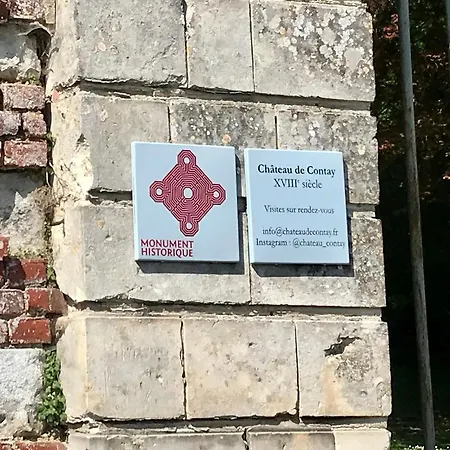 MONUMENT
HISTORIQUE
Château de Contay
XVIIIe siècle
Visites sur rendez-vous
info@chateaudecontay.fr
Instagram : @chateau_contay